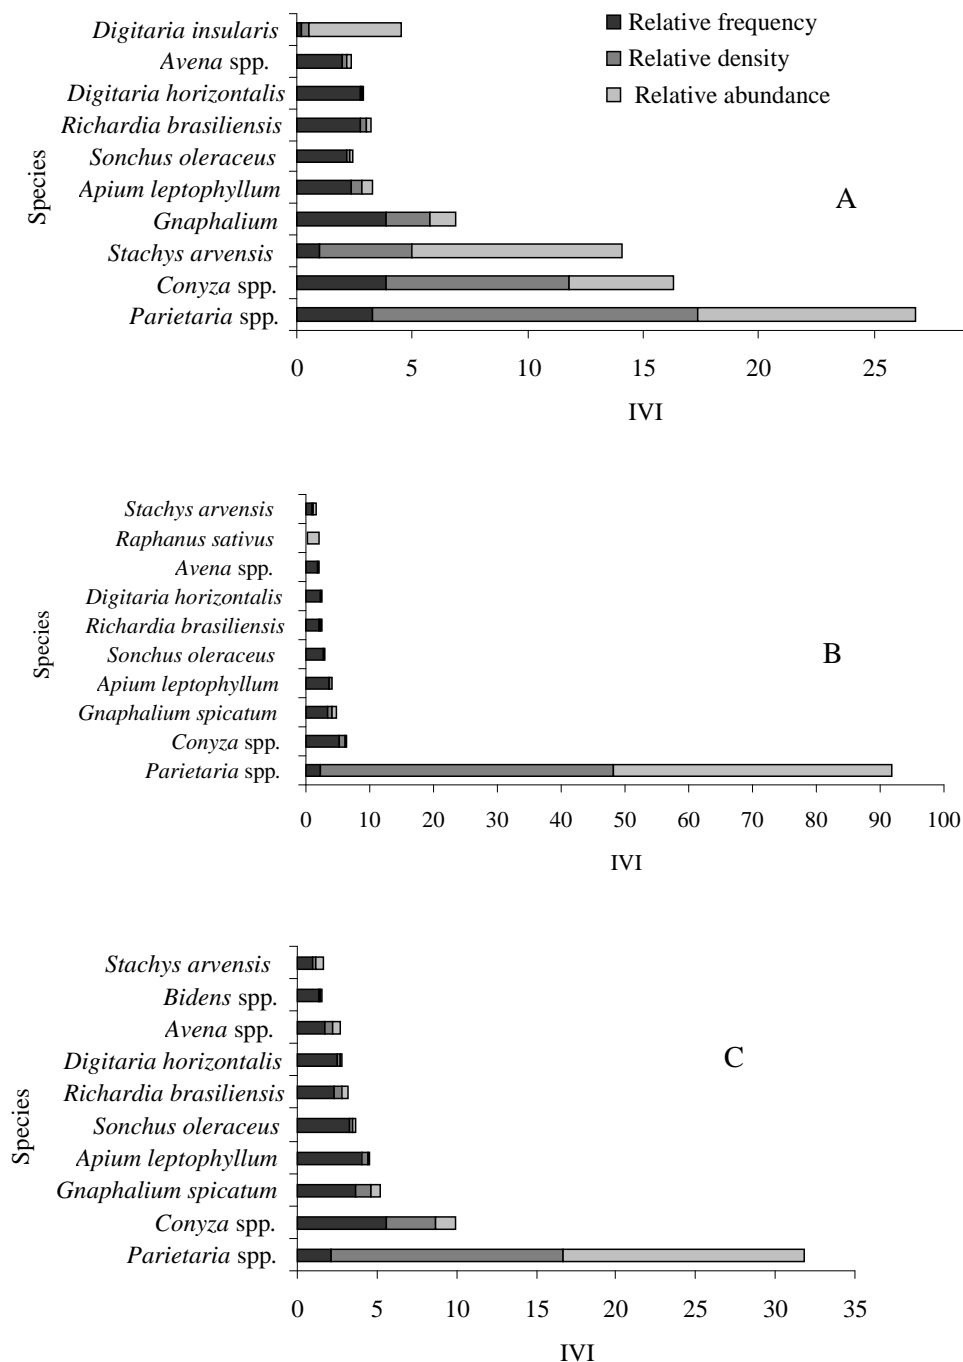 Relative frequency
Relative density
Relative abundance
Species
Digitaria insularis
Avena spp.
Digitaria horizontalis
Richardia brasiliensis
Sonchus oleraceus
Apium leptophyllum
Gnaphalium
Stachys arvensis
Conyza spp.
Parietaria spp.
A
0 5 10 15 20 25
IVI
Species
Stachys arvensis
Raphanus sativus
Avena spp.
Digitaria horizontalis
Richardia brasiliensis
Sonchus oleraceus
Apium leptophyllum
Gnaphalium spicatum
Conyza spp.
Parietaria spp.
B
0 10 20 30 40 50 60 70 80 90 100
IVI
Species
Stachys arvensis
Bidens spp.
Avena spp.
Digitaria horizontalis
Richardia brasiliensis
Sonchus oleraceus
Apium leptophyllum
Gnaphalium spicatum
Conyza spp.
Parietaria spp.
C
0 5 10 15 20 25 30 35
IVI